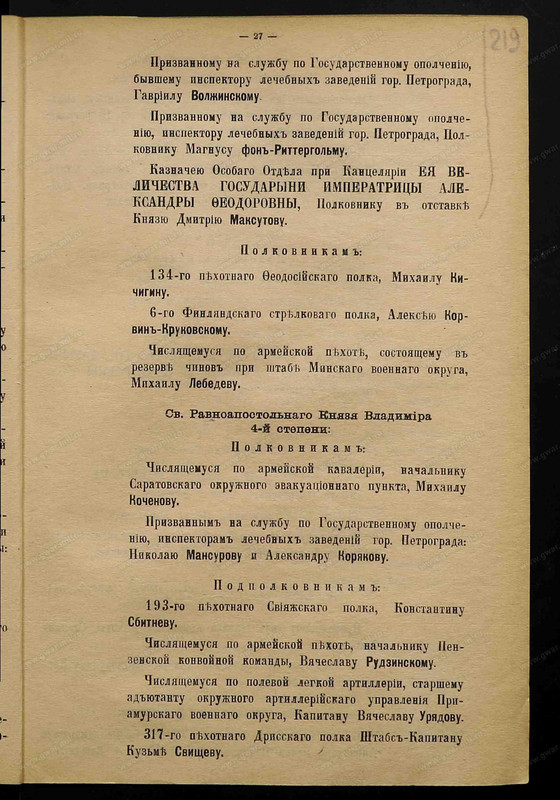 — 27 —
219
Призванному на службу по Государственному ополченію,
бывшему инспектору лечебныхъ заведеній гор. Петрограда,
Гавріилу Волжинскому.
Призванному на службу по Государственному ополче-
нію, инспектору лечебныхъ заведеній гор. Петрограда, Пол-
ковнику Магнусу фонъ-Риттергольму.
Казначею Особаго Отдѣла при Канцеляріи ЕЯ ВЕ-
ЛИЧЕСТВА ГОСУДАРЫНИ ИМПЕРАТРИЦЫ АЛЕ-
КСАНДРЫ ѲЕОДОРОВНЫ, Полковнику въ отставкѣ
Князю Дмитрію Максутову.
Полковникамъ:
134-го пѣхотнаго Ѳеодосійскаго полка, Михаилу Ки-
чигину.
6-го Финляндскаго стрѣлковаго полка, Алексѣю Кор-
винъ-Круковскому.
Числящемуся по армейской пѣхотѣ, состоящему въ
резервѣ чиновъ при штабѣ Минскаго военнаго округа,
Михаилу Лебедеву.
Св. Равноапостольнаго Князя Владиміра
4-й степени:
Полковникамъ:
Числящемуся по армейской кавалеріи, начальнику
Саратовскаго окружного эвакуаціоннаго пункта, Михаилу
Коченову.
Призваннымъ на службу по Государственному ополче-
нію, инспекторамъ лечебныхъ заведеній гор. Петрограда:
Николаю Мансурову и Александру Корякову.
Подполковникамъ:
193-го пѣхотнаго Свіяжскаго полка, Константину
Сбитневу.
Числящемуся по армейской пѣхотѣ, начальнику Пен-
зенской конвойной команды, Вячеславу Рудзинскому.
Числящемуся по полевой легкой артиллеріи, старшему
адъютанту окружного артиллерійскаго управленія При-
амурскаго военнаго округа, Капитану Вячеславу Урядову.
317-го пѣхотнаго Дрисскаго полка Штабсъ-Капитану
Кузьмѣ Свищеву.